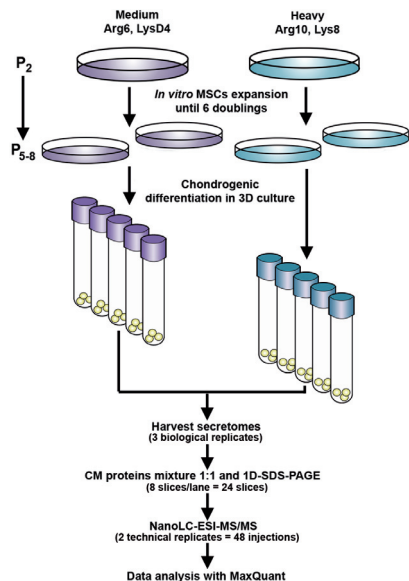 Medium
Arg6, LysD4
Heavy
Arg10, Lys8
P2
In vitro MSCs expansion
until 6 doublings
P5-8
Chondrogenic
differentiation in 3D culture
Harvest secretomes
(3 biological replicates)
CM proteins mixture 1:1 and 1D-SDS-PAGE
(8 slices/lane = 24 slices)
NanoLC-ESI-MS/MS
(2 technical replicates = 48 injections)
Data analysis with MaxQuant